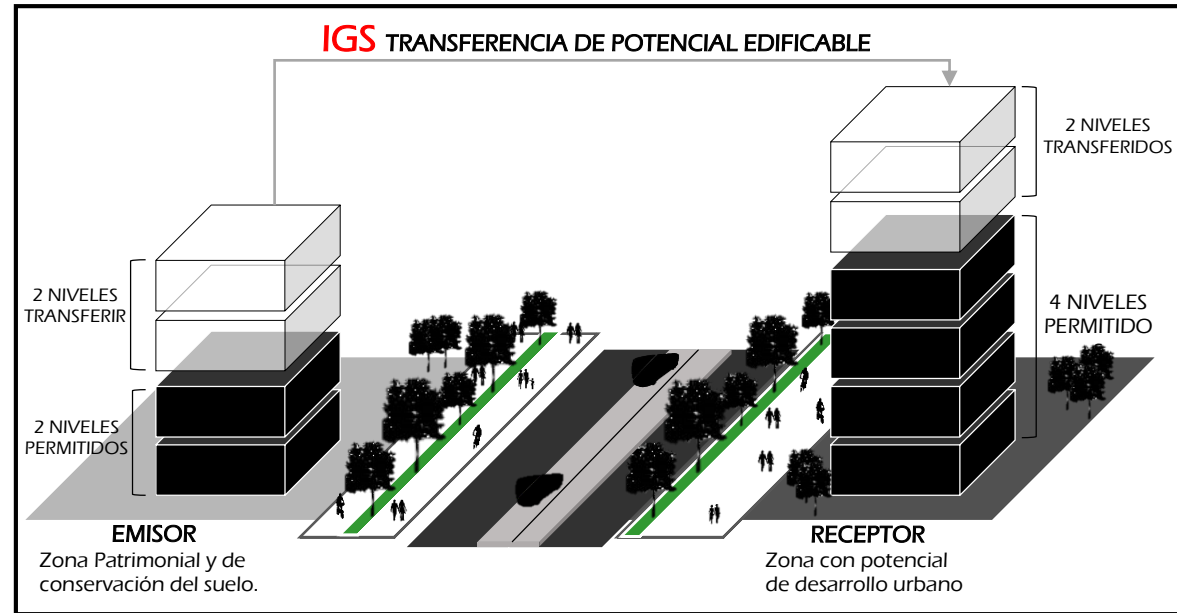 IGS TRANSFERENCIA DE POTENCIAL EDIFICABLE
2 NIVELES
TRANSFERIDOS
2 NIVELES
TRANSFERIR
4 NIVELES
PERMITIDO
2 NIVELES
PERMITIDOS
EMISOR
Zona Patrimonial y de
conservación del suelo.
RECEPTOR
Zona con potencial
de desarrollo urbano